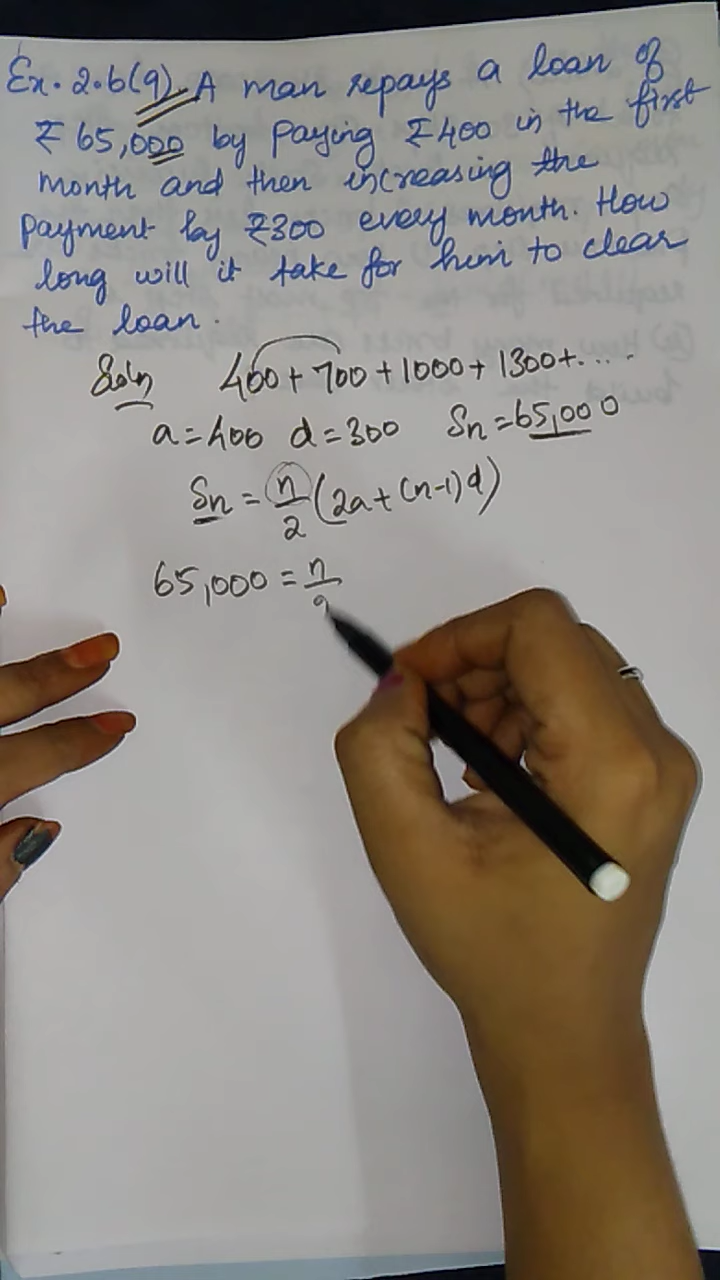 Ex. 2.6(9). A man repays a loan of
₹ 65,000 by paying ₹400 in the first
month and then increasing the
payment by ₹300 every month. How
long will it take for him to clear
the loan.
Soln 400 + 700 + 1000 + 1300 + ....
a = 400 d = 300 Sn = 65,000
Sn = n/2 (2a + (n-1)d)
65,000 = n/2